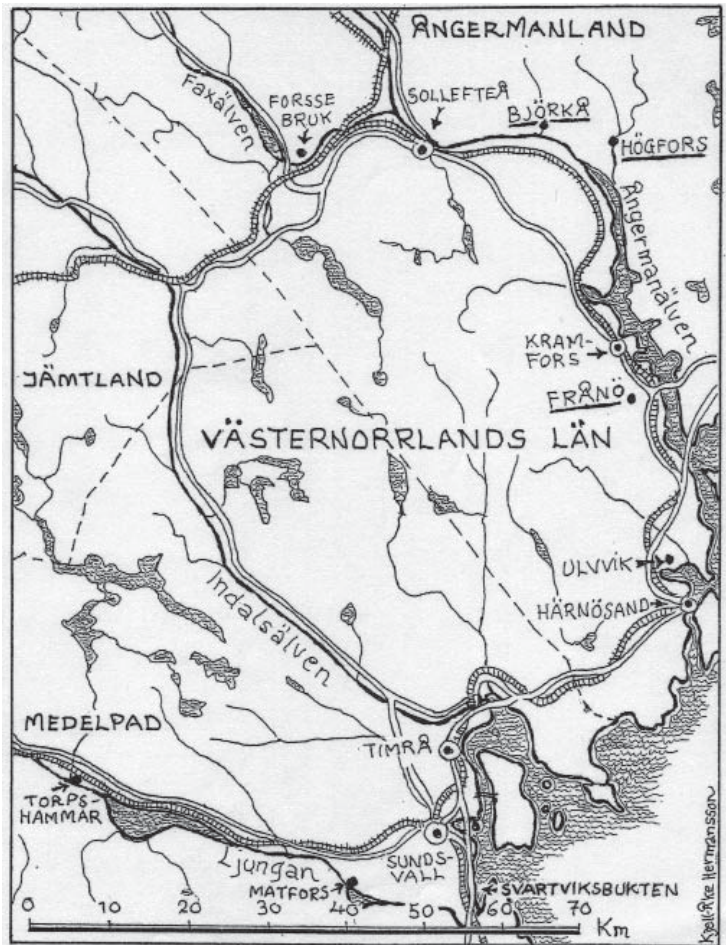 ÅNGERMANLAND
Faxälven
FORSSE
BRUK
SOLLEFTEÅ
BJÖRKÅ
HÖGFORS
Ångermanälven
KRAM-
FORS
FRÅNÖ
JÄMTLAND
VÄSTERNORRLANDS LÄN
ULVVIK
HÄRNÖSAND
Indalsälven
MEDELPAD
TIMRÅ
TORPS-
HAMMAR
SUNDS-
VALL
Ljungan
MATFORS
SVARTVIKSBUKTEN
0 10 20 30 40 50 60 70
Km
Kjell-Åke Hermansson